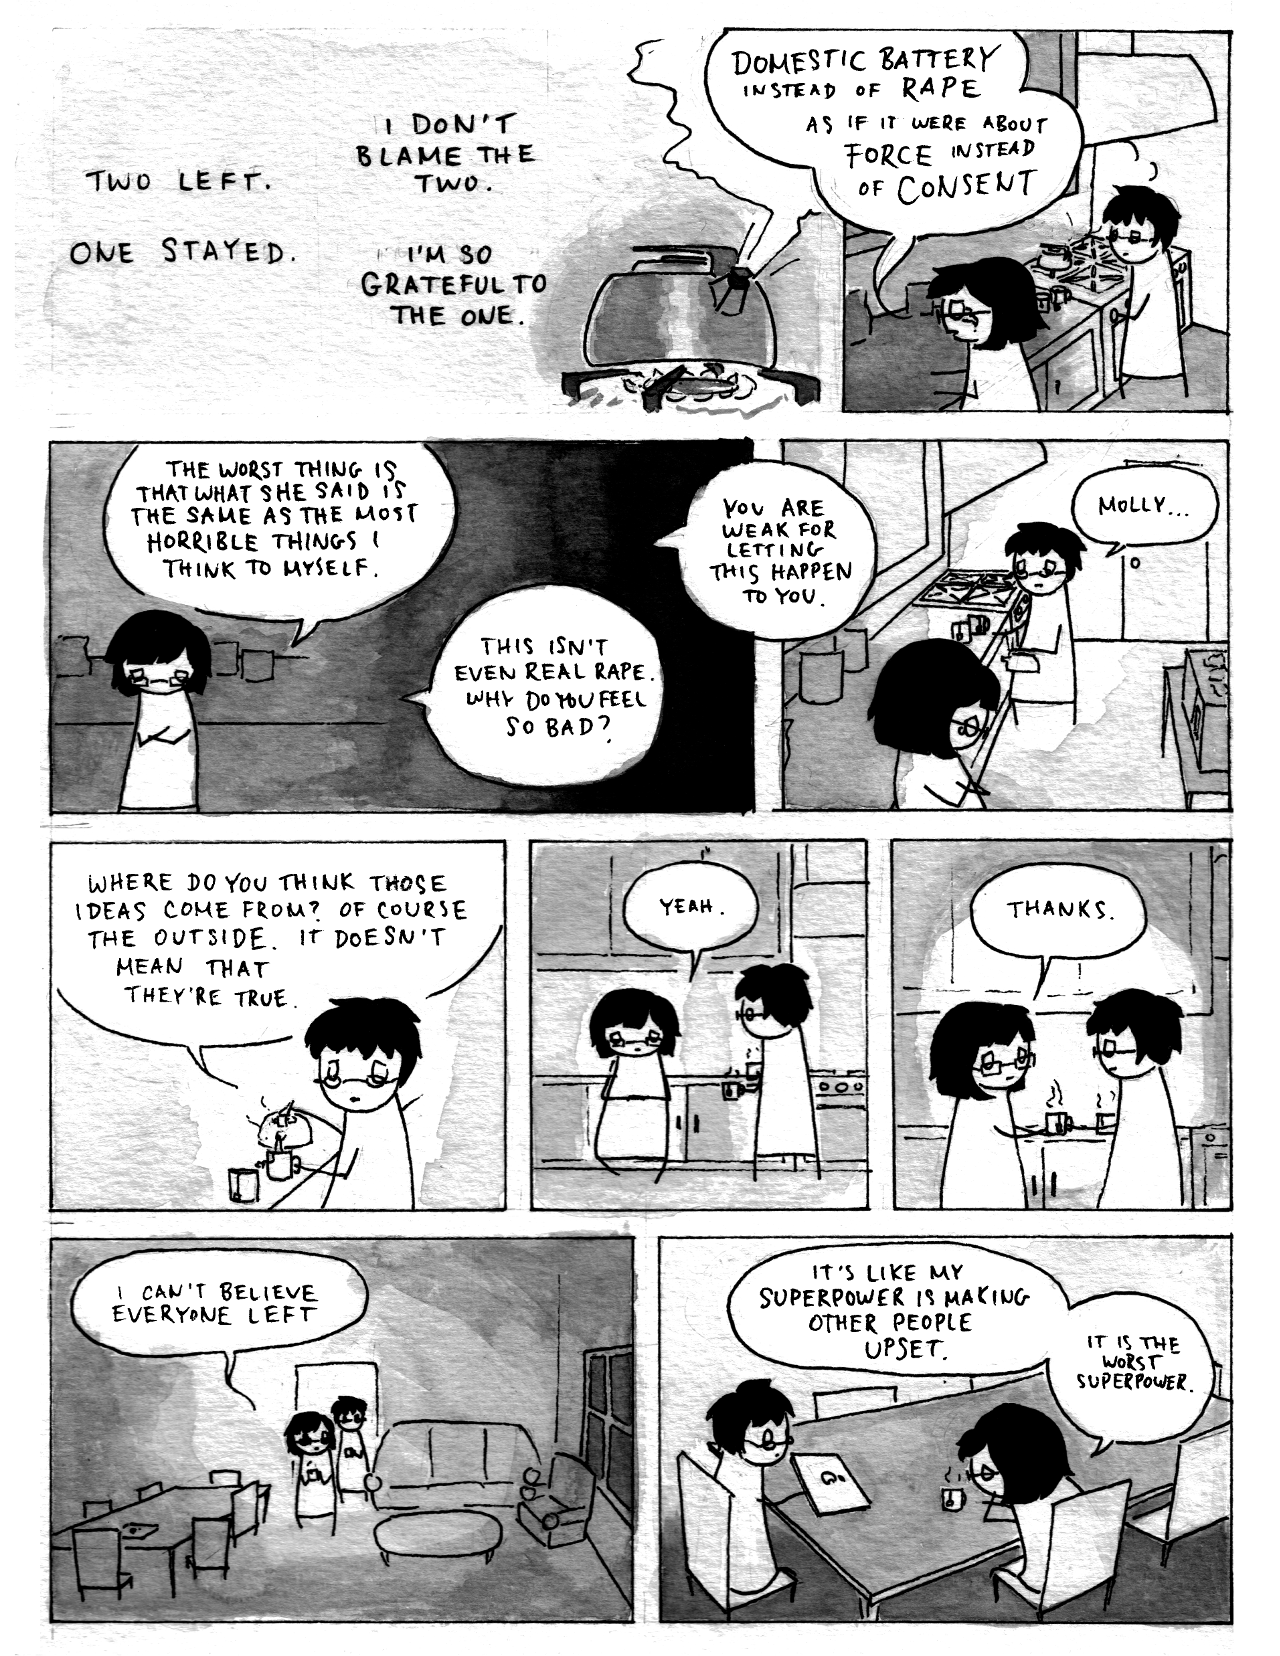 TWO LEFT.
ONE STAYED.
I DON'T
BLAME THE
TWO.
I'M SO
GRATEFUL TO
THE ONE.
DOMESTIC BATTERY
INSTEAD OF RAPE
AS IF IT WERE ABOUT
FORCE INSTEAD
OF CONSENT
THE WORST THING IS
THAT WHAT SHE SAID IS
THE SAME AS THE MOST
HORRIBLE THINGS I
THINK TO MYSELF.
THIS ISN'T
EVEN REAL RAPE.
WHY DO YOU FEEL
SO BAD?
YOU ARE
WEAK FOR
LETTING
THIS HAPPEN
TO YOU.
MOLLY...
WHERE DO YOU THINK THOSE
IDEAS COME FROM? OF COURSE
THE OUTSIDE. IT DOESN'T
MEAN THAT
THEY'RE TRUE.
YEAH.
THANKS.
I CAN'T BELIEVE
EVERYONE LEFT
IT'S LIKE MY
SUPERPOWER IS MAKING
OTHER PEOPLE
UPSET.
IT IS THE
WORST
SUPERPOWER.